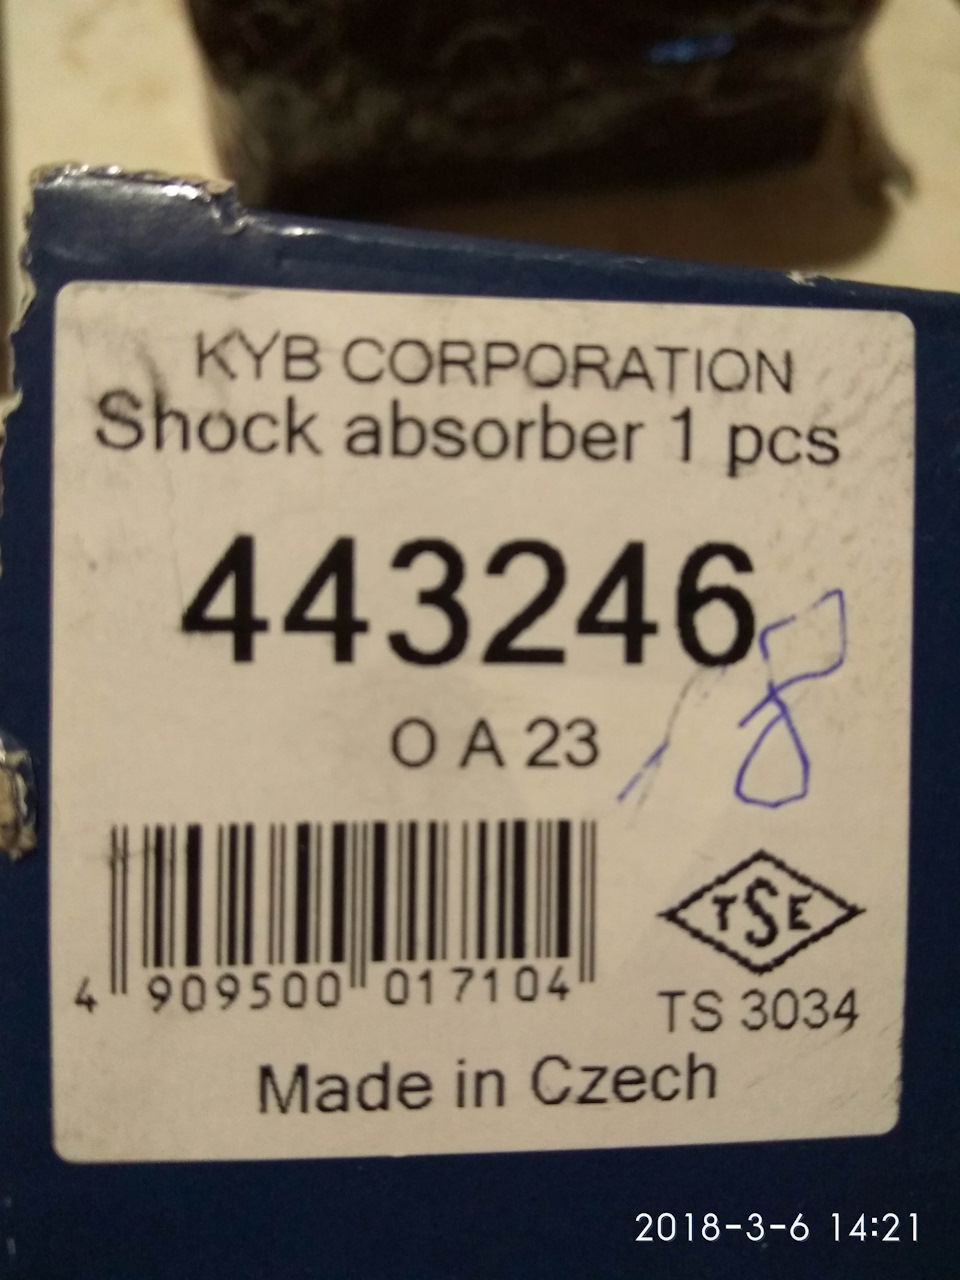 KYB CORPORATION
Shock absorber 1 pcs
443246
8
O A 23
TSE
4 909500 017104
TS 3034
Made in Czech
2018-3-6 14:21